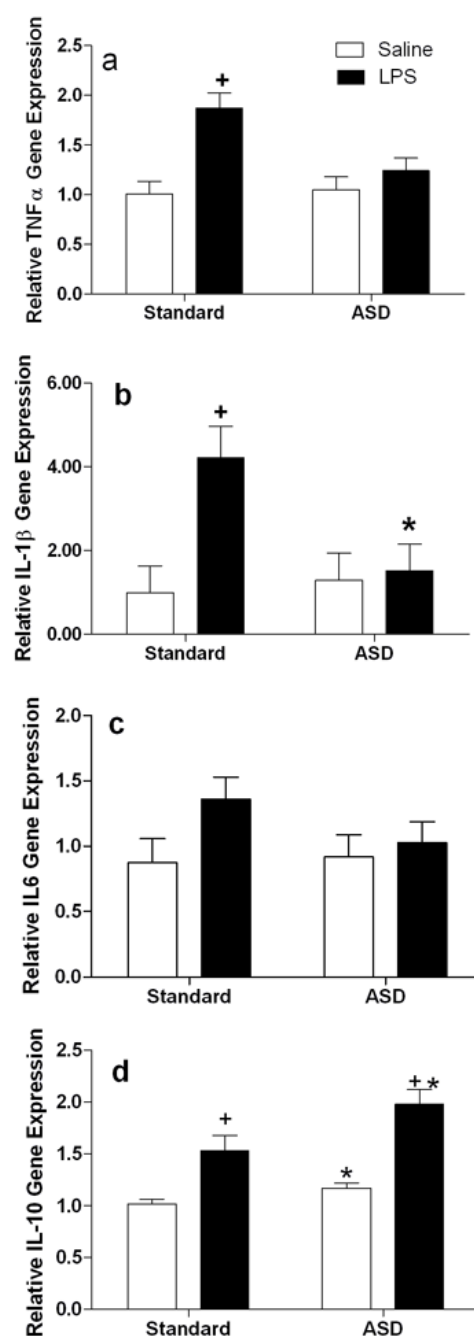 a
Saline
LPS
Relative TNFα Gene Expression
2.5
2.0
+
1.5
1.0
0.5
0.0
Standard ASD
b
Relative IL-1β Gene Expression
6.00
+
4.00
2.00
*
0.00
Standard ASD
c
Relative IL6 Gene Expression
2.0
1.5
1.0
0.5
0.0
Standard ASD
d
Relative IL-10 Gene Expression
2.5
+ *
2.0
+
1.5
*
1.0
0.5
0.0
Standard ASD